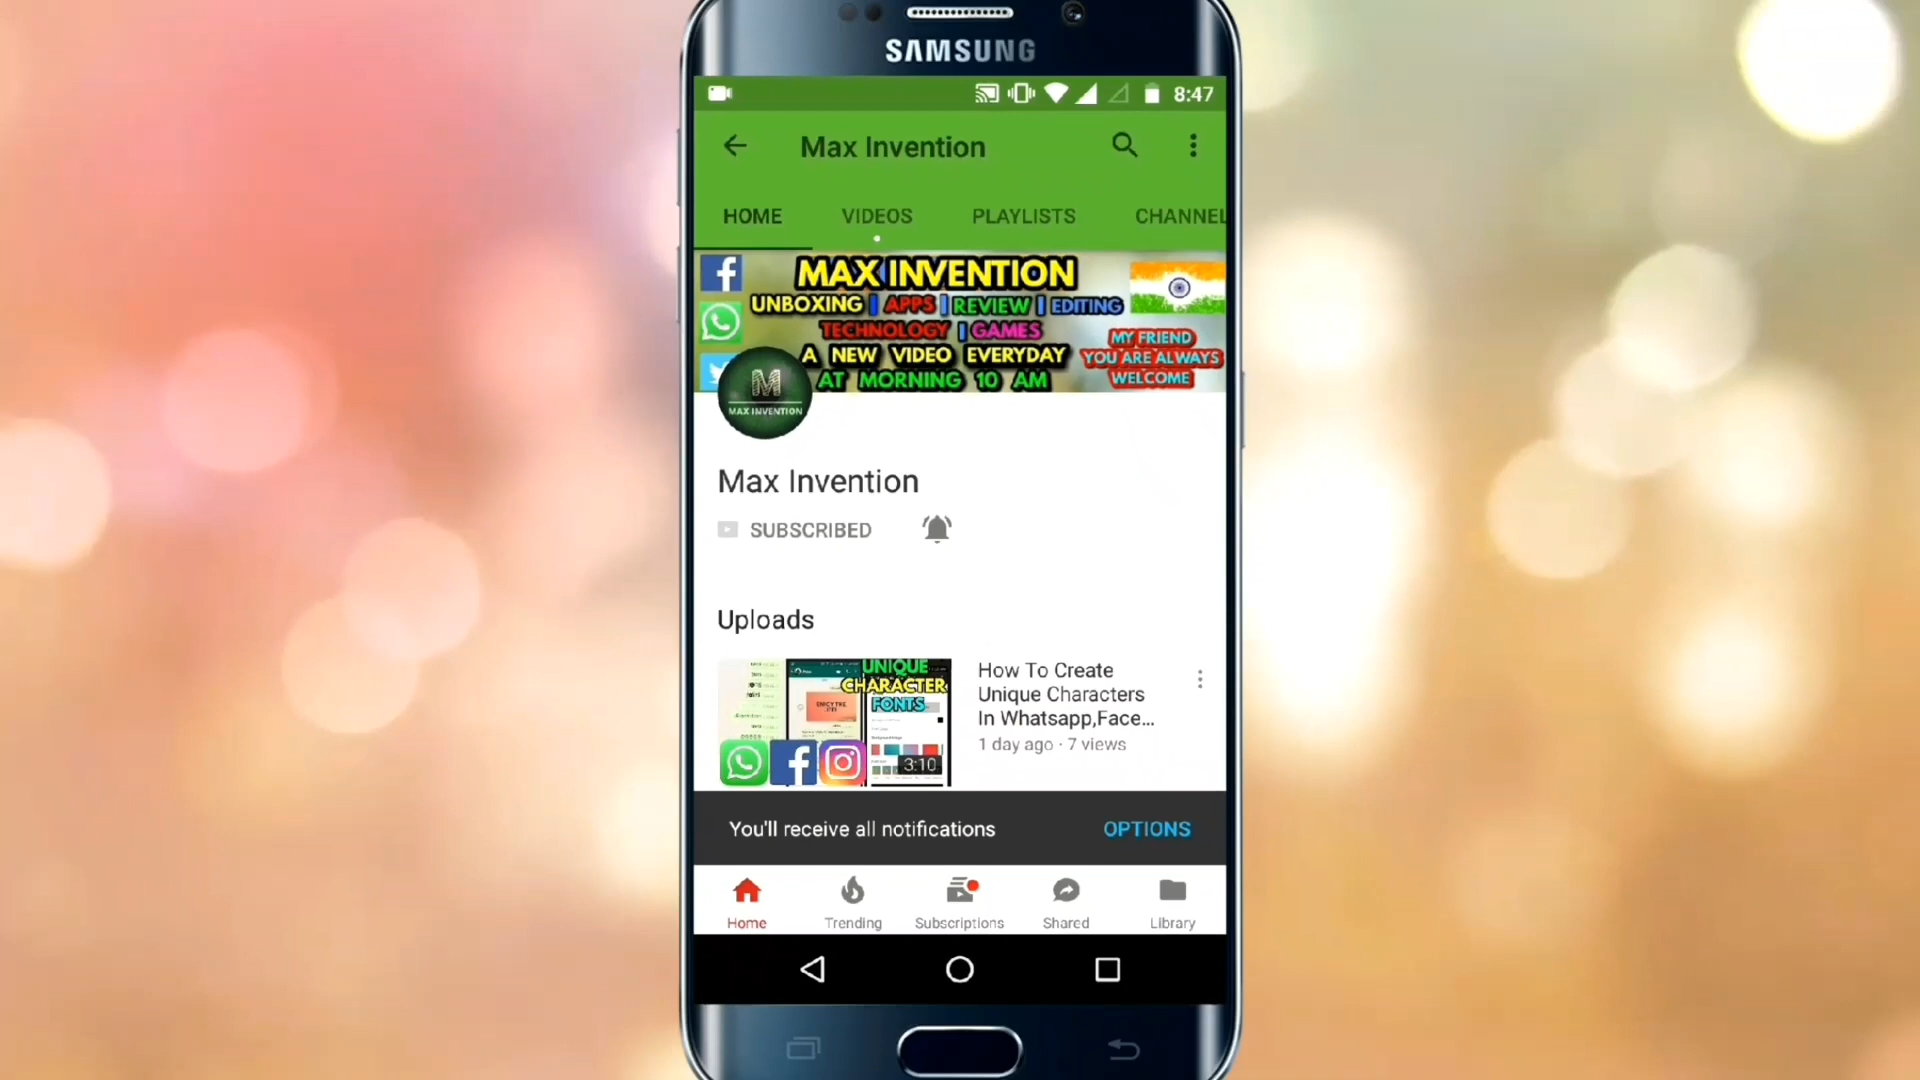 SAMSUNG
8:47
Max Invention
HOME VIDEOS PLAYLISTS CHANNEL
MAX INVENTION
UNBOXING | APPS | REVIEW | EDITING
TECHNOLOGY | GAMES
A NEW VIDEO EVERYDAY
AT MORNING 10 AM
MY FRIEND
YOU ARE ALWAYS
WELCOME
M
MAX INVENTION
Max Invention
SUBSCRIBED
Uploads
UNIQUE
CHARACTER
FONTS
3:10
How To Create
Unique Characters
In Whatsapp,Face...
1 day ago · 7 views
You'll receive all notifications OPTIONS
Home Trending Subscriptions Shared Library